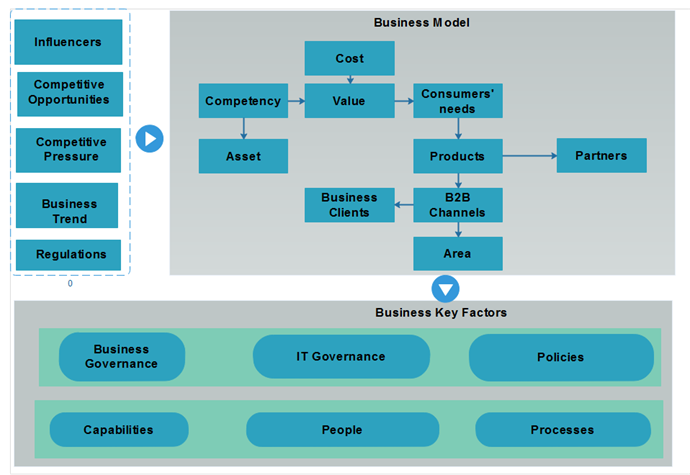 Influencers
Competitive
Opportunities
Competitive
Pressure
Business
Trend
Regulations
0
Business Model
Cost
Competency
Value
Consumers'
needs
Asset
Products
Partners
Business
Clients
B2B
Channels
Area
Business Key Factors
Business
Governance
IT Governance
Policies
Capabilities
People
Processes